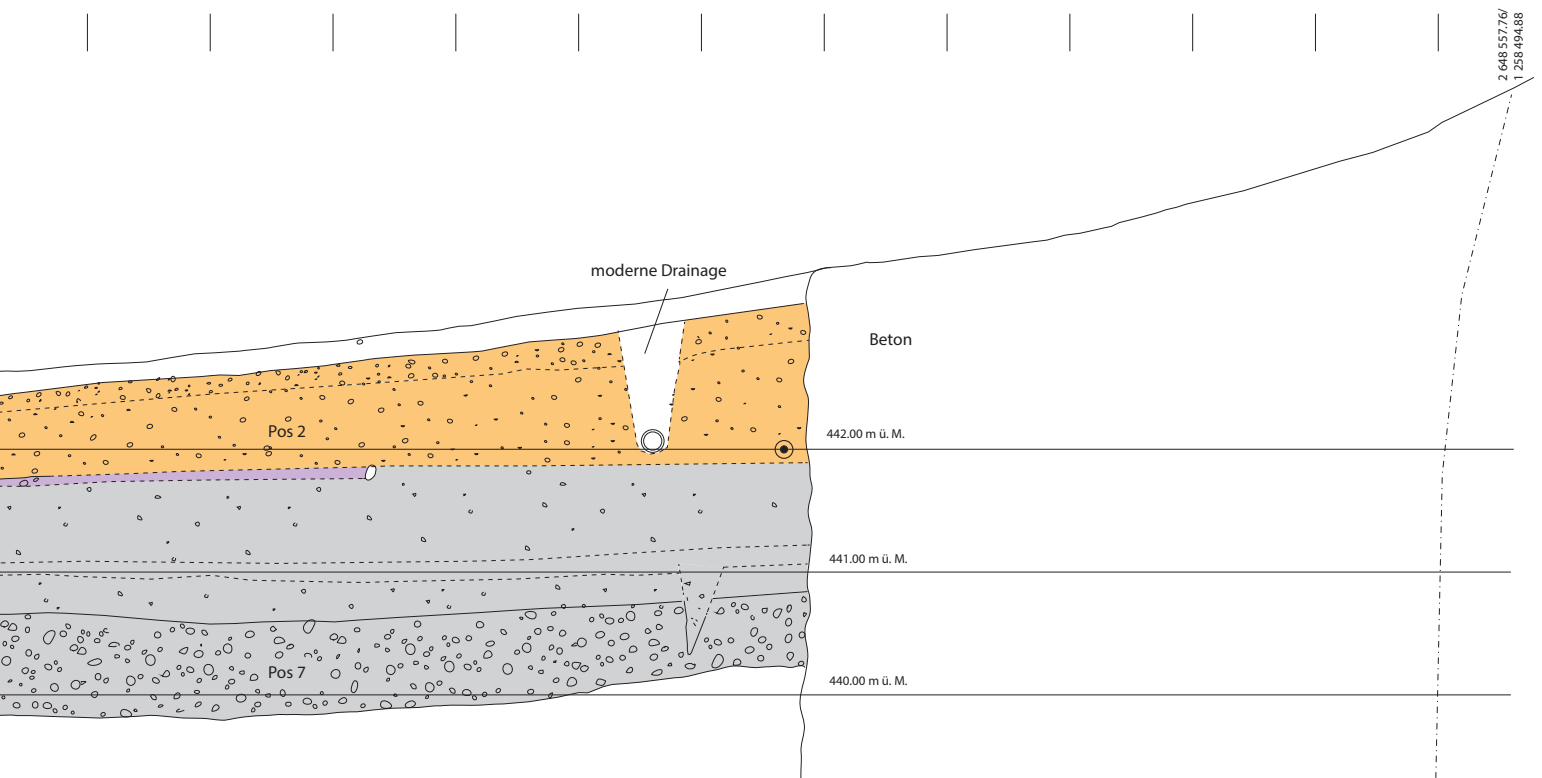 2 648 557.76/
1 258 494.88
moderne Drainage
Beton
Pos 2
442.00 m ü. M.
441.00 m ü. M.
Pos 7
440.00 m ü. M.